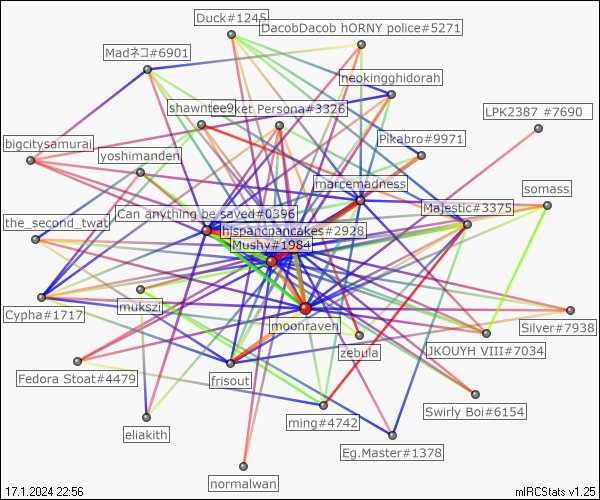 Duck#1245
DacobDacob hORNY police#5271
Madネコ#6901
neokingghidorah
shawntee9
ket Persona#3326
LPK2387 #7690
Pikabro#9971
bigcitysamurai
yoshimanden
marcemadness
somass
Can anything be saved#0396
Majestic#3375
the_second_twat
hispanicpancakes#2928
Mushy#1984
Cypha#1717
mukszi
moonraven
Silver#7938
zebula
JKOUYH VIII#7034
Fedora Stoat#4479
frisout
Swirly Boi#6154
ming#4742
eliakith
Eg.Master#1378
normalwan
17.1.2024 22:56
mIRCStats v1.25